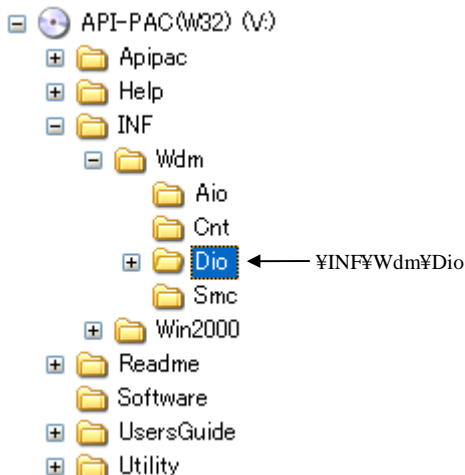 API-PAC(W32) (V:)
Apipac
Help
INF
Wdm
Aio
Cnt
Dio ¥INF¥Wdm¥Dio
Smc
Win2000
Readme
Software
UsersGuide
Utility